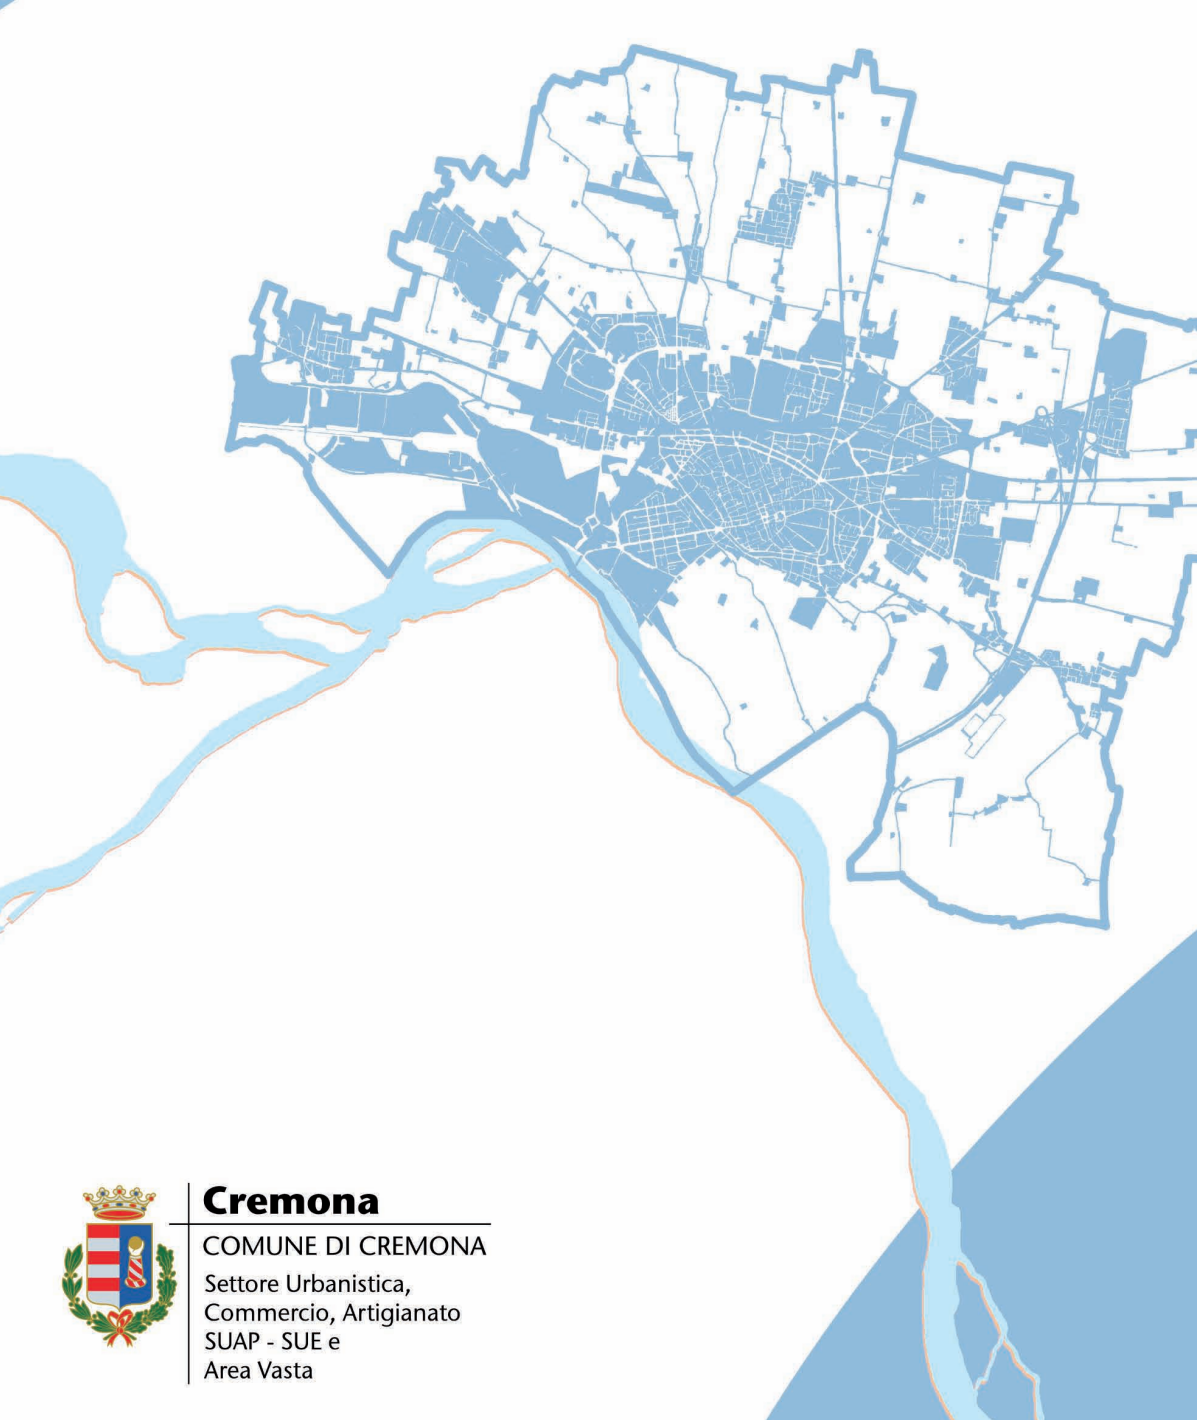 Cremona
COMUNE DI CREMONA
Settore Urbanistica,
Commercio, Artigianato
SUAP - SUE e
Area Vasta